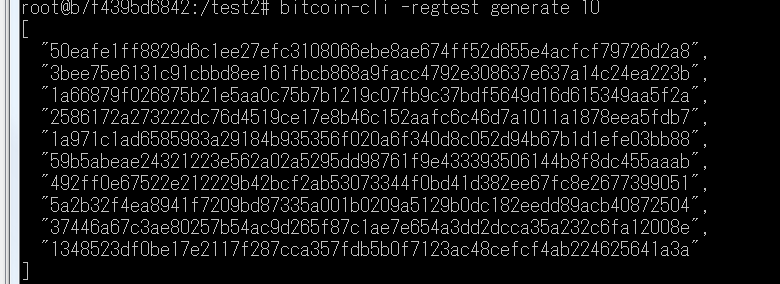 root@b7f4395d6842:/test2# bitcoin-cli -regtest generate 10
[
"50eafe1ff8829d6c1ee27efc3108066ebe8ae674ff52d655e4acfcf79726d2a8",
"3bee75e6131c91cbbd8ee161fbcb868a9facc4792e308637e637a14c24ea223b",
"1a66879f026875b21e5aa0c75b7b1219c07fb9c37bdf5649d16d615349aa5f2a",
"2586172a273222dc76d4519ce17e8b46c152aafc6c46d7a1011a1878eea5fdb7",
"1a971c1ad6585983a29184b935356f020a6f340d8c052d94b67b1d1efe03bb88",
"59b5abeae24321223e562a02a5295dd98761f9e433393506144b8f8dc455aaab",
"492ff0e67522e212229b42bcf2ab53073344f0bd41d382ee67fc8e2677399051",
"5a2b32f4ea8941f7209bd87335a001b0209a5129b0dc182eedd89acb40872504",
"37446a67c3ae80257b54ac9d265f87c1ae7e654a3dd2dcca35a232c6fa12008e",
"1348523df0be17e2117f287cca357fdb5b0f7123ac48cefcf4ab224625641a3a"
]